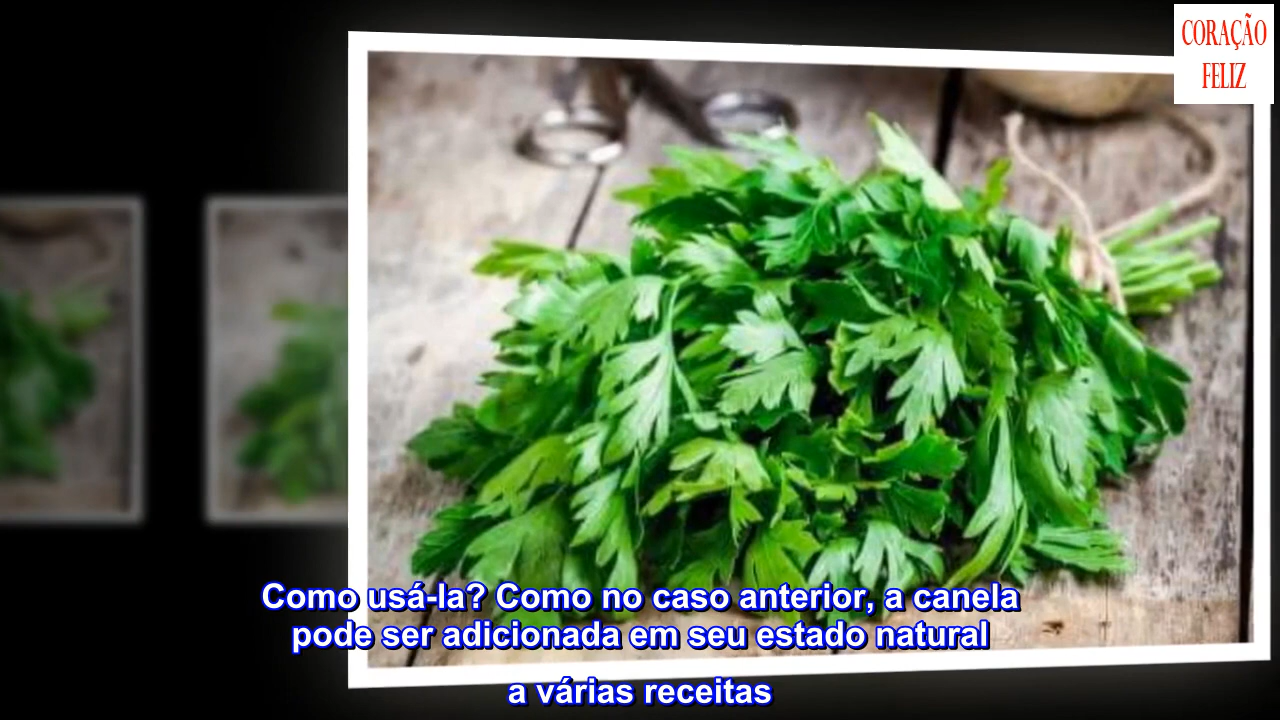 CORAÇÃO
FELIZ
Como usá-la? Como no caso anterior, a canela
pode ser adicionada em seu estado natural
a várias receitas